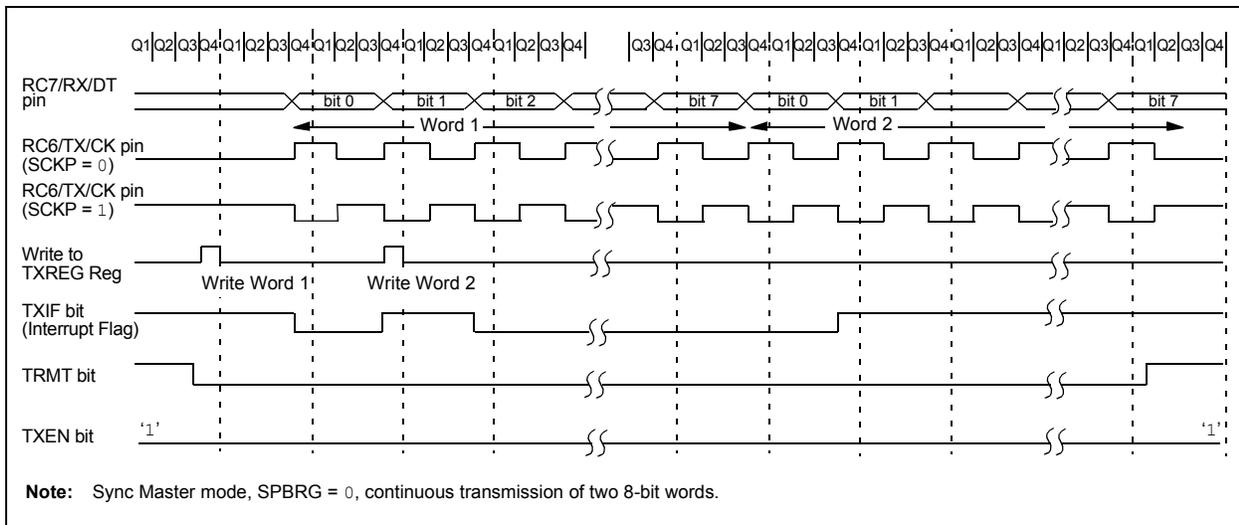 Q1 Q2 Q3 Q4 Q1 Q2 Q3 Q4 Q1 Q2 Q3 Q4 Q1 Q2 Q3 Q4 Q1 Q2 Q3 Q4 Q3 Q4 Q1 Q2 Q3 Q4 Q1 Q2 Q3 Q4 Q1 Q2 Q3 Q4 Q1 Q2 Q3 Q4 Q1 Q2 Q3 Q4 Q1 Q2 Q3 Q4
RC7/RX/DT
pin
bit 0 bit 1 bit 2 bit 7 bit 0 bit 1 bit 7
Word 1 Word 2
RC6/TX/CK pin
(SCKP = 0)
RC6/TX/CK pin
(SCKP = 1)
Write to
TXREG Reg
Write Word 1 Write Word 2
TXIF bit
(Interrupt Flag)
TRMT bit
TXEN bit
‘1’ ‘1’
Note: Sync Master mode, SPBRG = 0, continuous transmission of two 8-bit words.